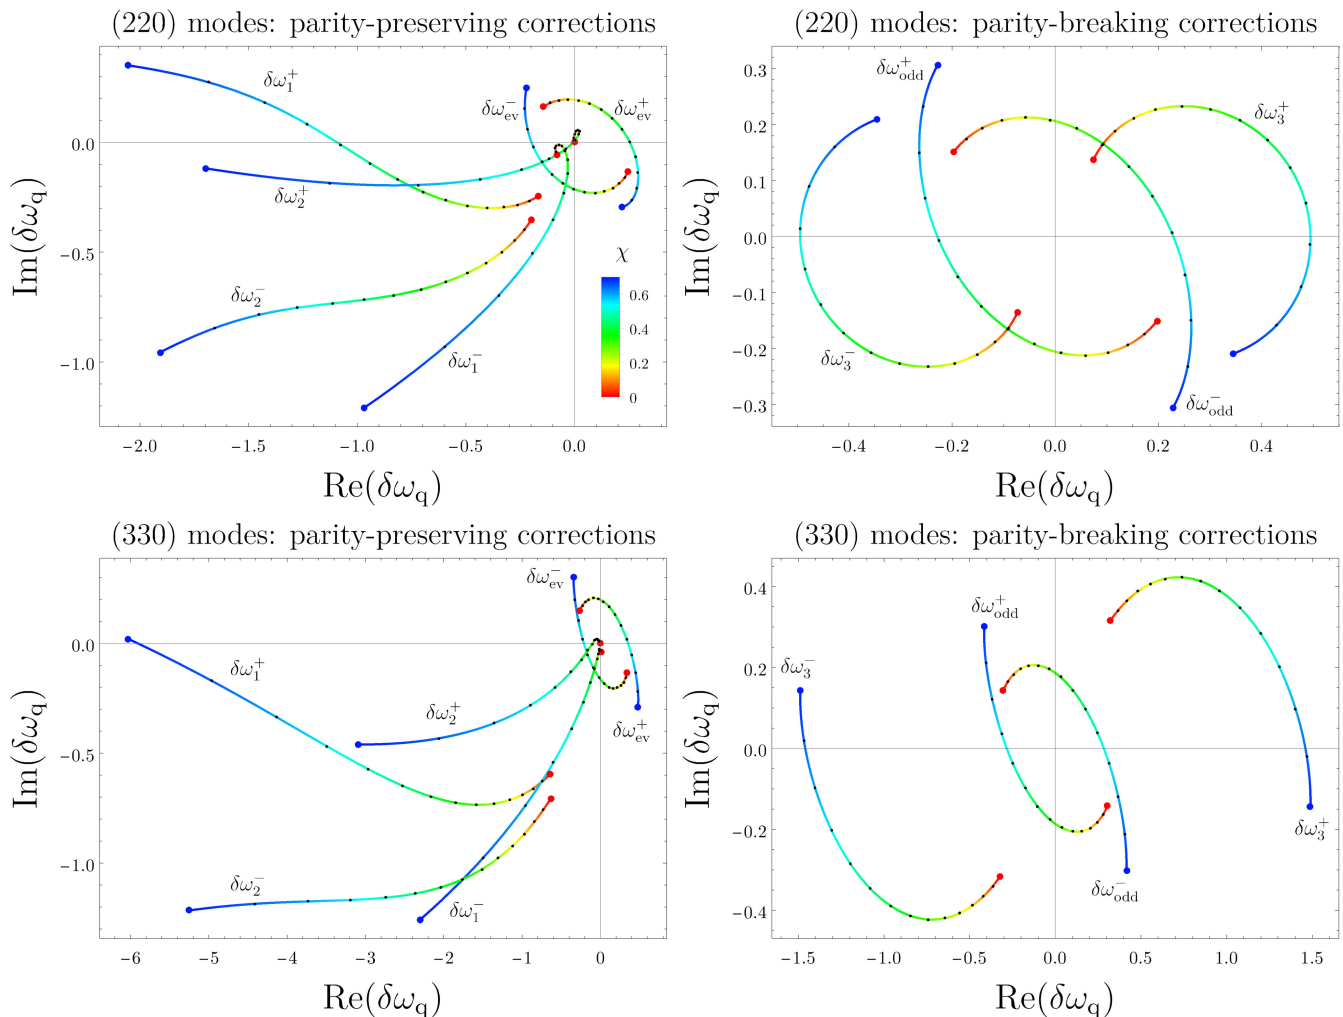 (220) modes: parity-preserving corrections
Im(δω_q)
0.0
−0.5
−1.0
δω₁⁺
δω₂⁺
δω₂⁻
δω₁⁻
δω_ev⁻
δω_ev⁺
χ
0.6
0.4
0.2
0
−2.0 −1.5 −1.0 −0.5 0.0
Re(δω_q)
(220) modes: parity-breaking corrections
Im(δω_q)
0.3
0.2
0.1
0.0
−0.1
−0.2
−0.3
δω_odd⁺
δω₃⁺
δω₃⁻
δω_odd⁻
−0.4 −0.2 0.0 0.2 0.4
Re(δω_q)
(330) modes: parity-preserving corrections
Im(δω_q)
0.0
−0.5
−1.0
δω_ev⁻
δω₁⁺
δω₂⁺
δω_ev⁺
δω₂⁻
δω₁⁻
−6 −5 −4 −3 −2 −1 0
Re(δω_q)
(330) modes: parity-breaking corrections
Im(δω_q)
0.4
0.2
0.0
−0.2
−0.4
δω_odd⁺
δω₃⁻
δω₃⁺
δω_odd⁻
−1.5 −1.0 −0.5 0.0 0.5 1.0 1.5
Re(δω_q)